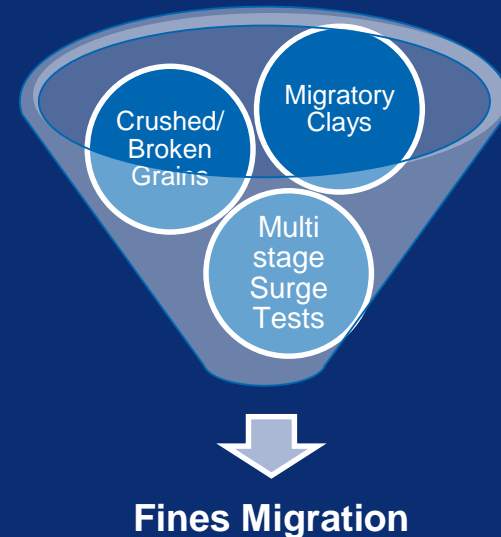 Crushed/
Broken
Grains
Migratory
Clays
Multi
stage
Surge
Tests
Fines Migration